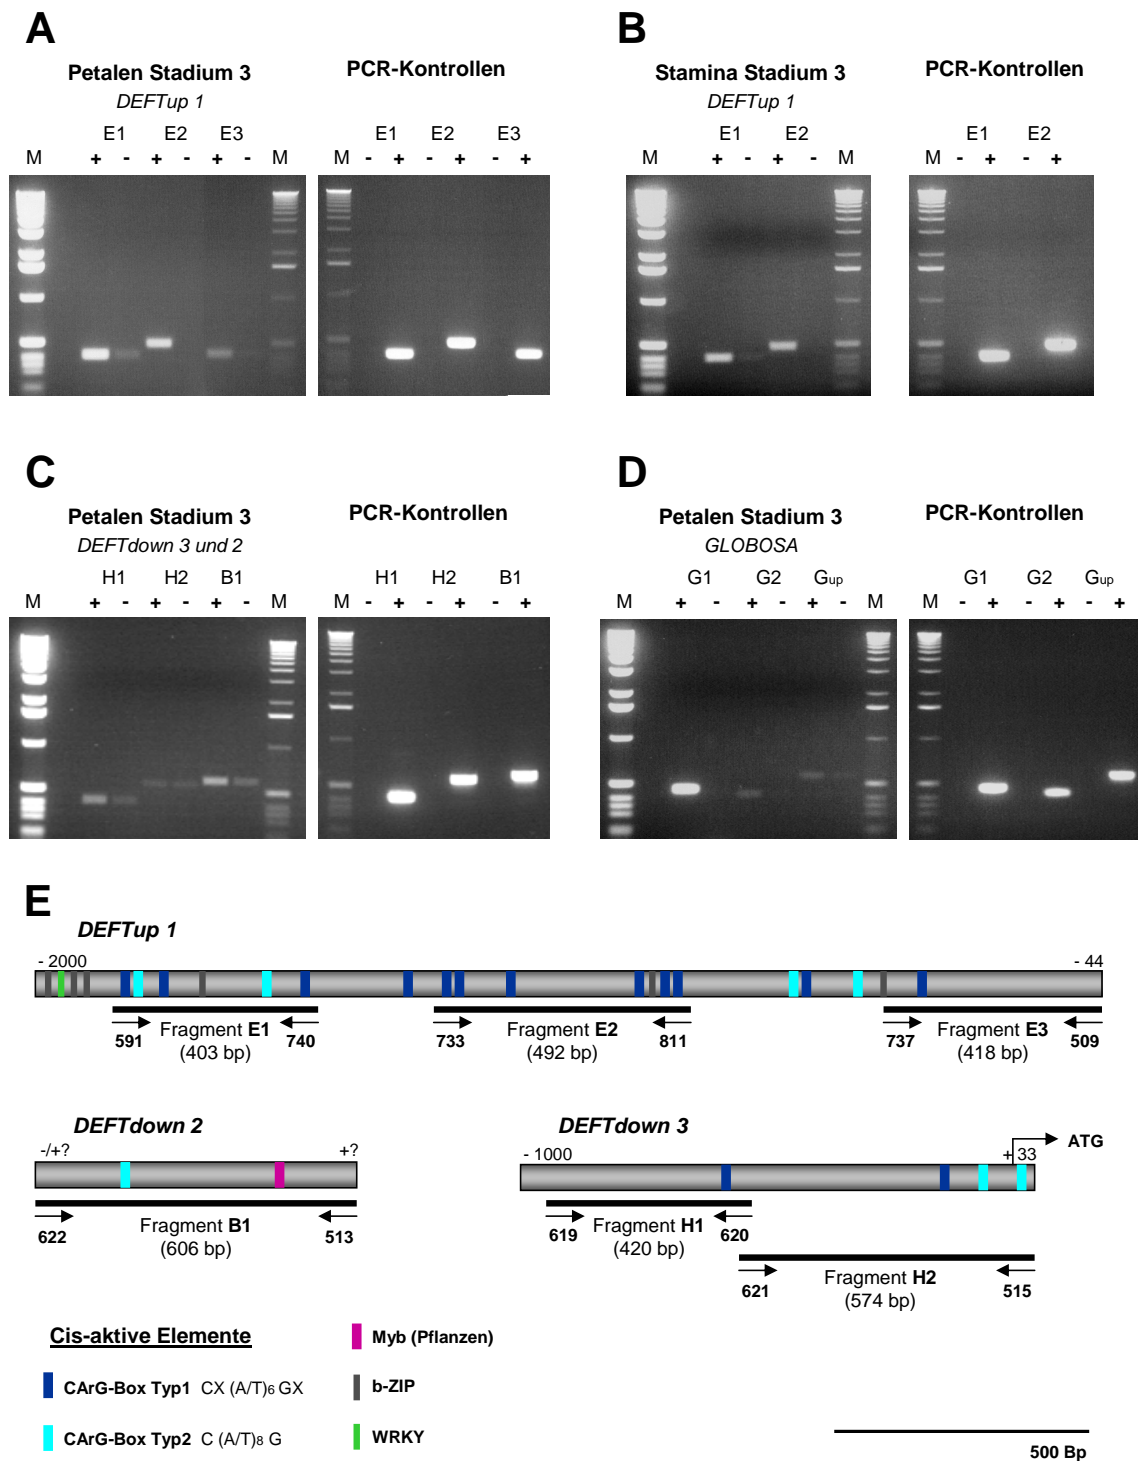 A
Petalen Stadium 3
DEFTup 1
E1 E2 E3
M + - + - + - M
PCR-Kontrollen
E1 E2 E3
M - + - + - +
B
Stamina Stadium 3
DEFTup 1
E1 E2
M + - + - M
PCR-Kontrollen
E1 E2
M - + - +
C
Petalen Stadium 3
DEFTdown 3 und 2
H1 H2 B1
M + - + - + - M
PCR-Kontrollen
H1 H2 B1
M - + - + - +
D
Petalen Stadium 3
GLOBOSA
G1 G2 Gup
M + - + - + - M
PCR-Kontrollen
G1 G2 Gup
M - + - + - +
E
DEFTup 1
- 2000 - 44
591 Fragment E1 740
(403 bp)
733 Fragment E2 811
(492 bp)
737 Fragment E3 509
(418 bp)
DEFTdown 2
-/+? +?
622 Fragment B1 513
(606 bp)
DEFTdown 3
- 1000 + 33 ATG
619 Fragment H1 620
(420 bp)
621 Fragment H2 515
(574 bp)
Cis-aktive Elemente
CArG-Box Typ1 CX (A/T)6 GX
CArG-Box Typ2 C (A/T)8 G
Myb (Pflanzen)
b-ZIP
WRKY
500 Bp